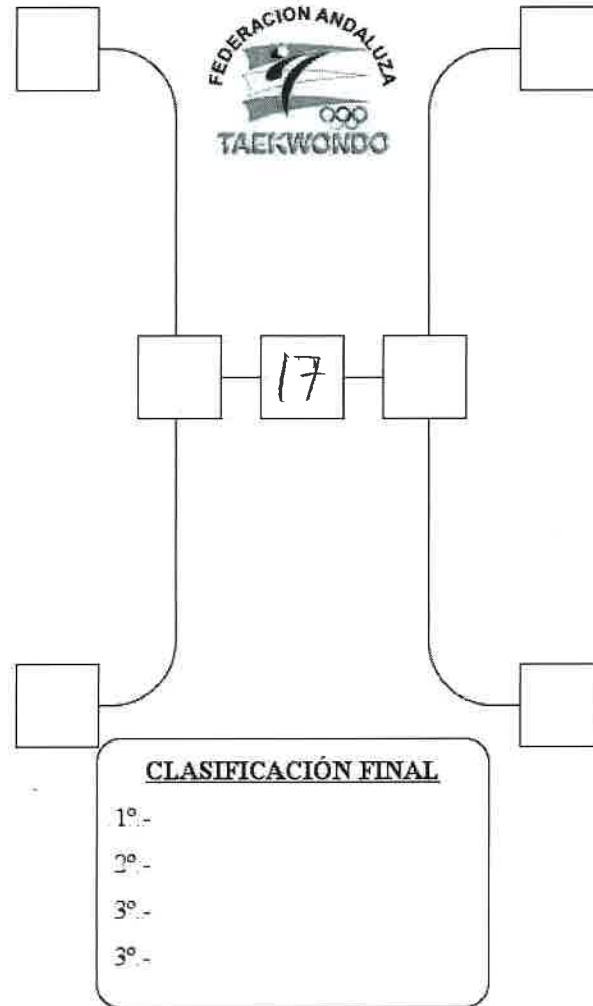 FEDERACION ANDALUZA
TAEKWONDO
17
CLASIFICACIÓN FINAL
1º.-
2º.-
3º.-
3º.-